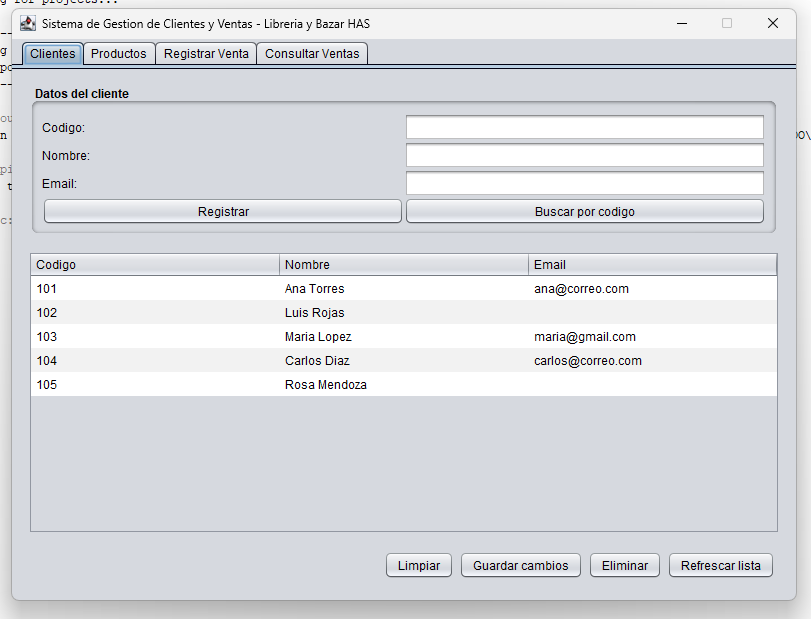 g for projects...
Sistema de Gestion de Clientes y Ventas - Libreria y Bazar HAS
Clientes Productos Registrar Venta Consultar Ventas
Datos del cliente
Codigo:
Nombre:
Email:
Registrar Buscar por codigo
Codigo Nombre Email
101 Ana Torres ana@correo.com
102 Luis Rojas
103 Maria Lopez maria@gmail.com
104 Carlos Diaz carlos@correo.com
105 Rosa Mendoza
Limpiar Guardar cambios Eliminar Refrescar lista